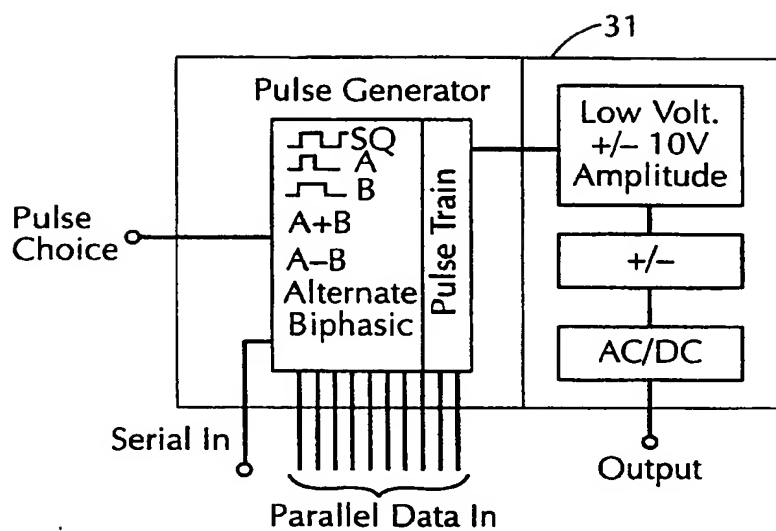 31
Pulse Generator
SQ
A
B
A+B
A–B
Alternate
Biphasic
Pulse Train
Low Volt.
+/– 10V
Amplitude
+/–
AC/DC
Pulse
Choice
Serial In
Parallel Data In
Output